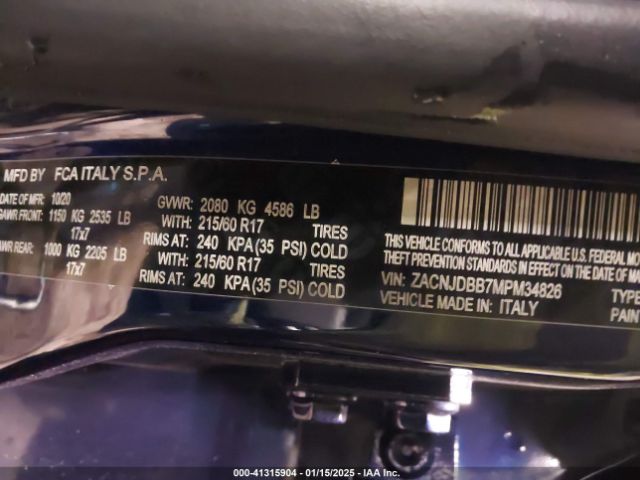 MFD BY FCA ITALY S.P.A.
DATE OF MFR: 10/20 GVWR: 2080 KG 4586 LB
GAWR FRONT: 1150 KG 2535 LB WITH: 215/60 R17 TIRES
17x7 RIMS AT: 240 KPA (35 PSI) COLD
GAWR REAR: 1000 KG 2205 LB WITH: 215/60 R17 TIRES
17x7 RIMS AT: 240 KPA (35 PSI) COLD
THIS VEHICLE CONFORMS TO ALL APPLICABLE U.S. FEDERAL MO
THEFT PREVENTION STANDARDS IN EFFECT ON THE DATE OF M
VIN: ZACNJDBB7MPM34826 TYP
VEHICLE MADE IN: ITALY PAIN
000-41315904 - 01/15/2025 - IAA Inc.